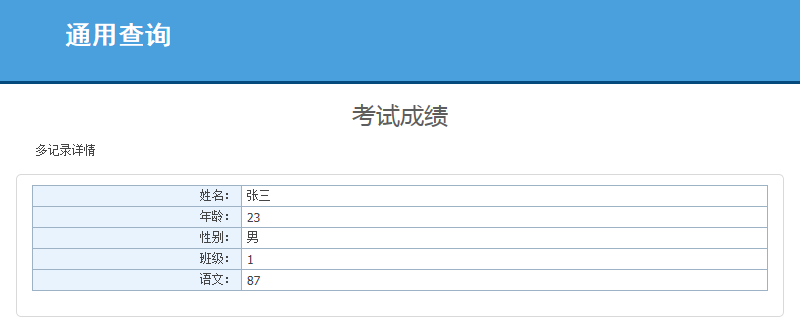 通用查询
考试成绩
多记录详情
姓名： 张三
年龄： 23
性别： 男
班级： 1
语文： 87